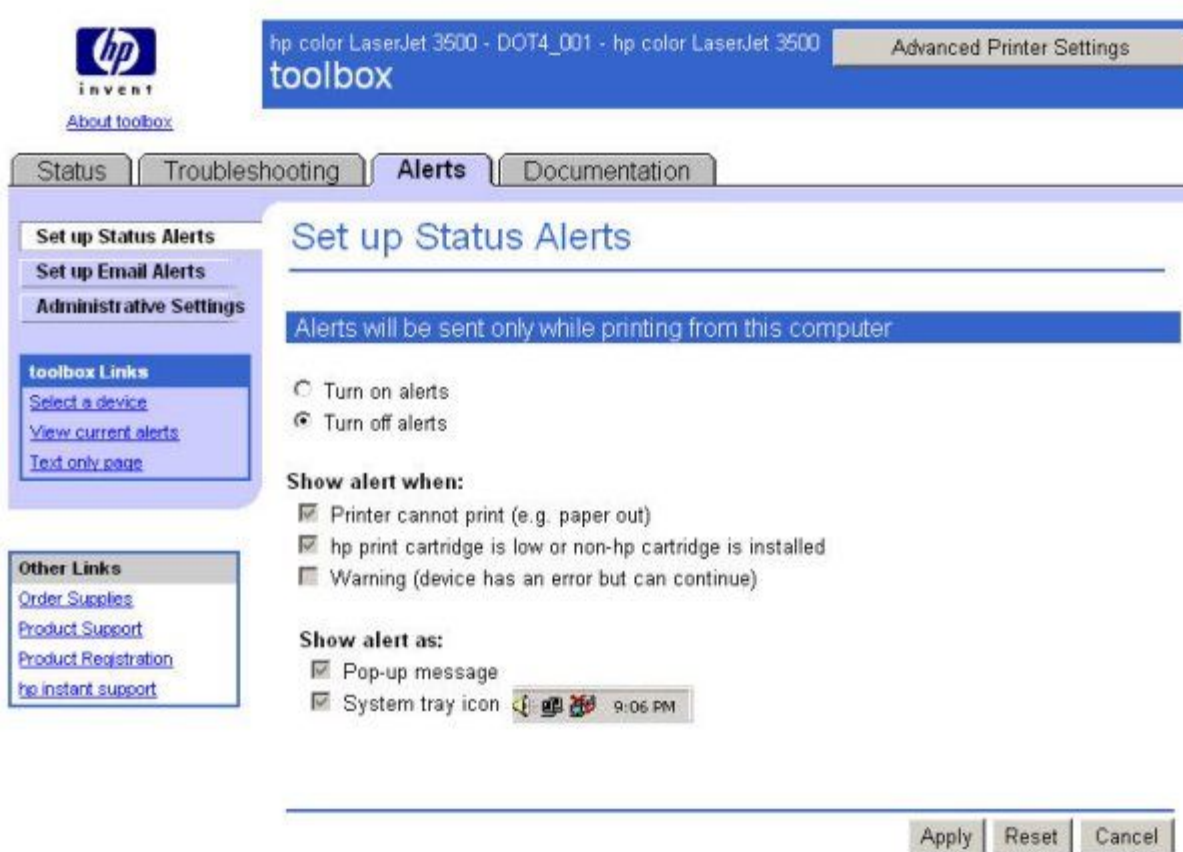 hp
invent
About toolbox
hp color LaserJet 3500 - DOT4_001 - hp color LaserJet 3500
toolbox
Advanced Printer Settings
Status
Troubleshooting
Alerts
Documentation
Set up Status Alerts
Set up Email Alerts
Administrative Settings
toolbox Links
Select a device
View current alerts
Text only page
Other Links
Order Supplies
Product Support
Product Registration
hp instant support
Set up Status Alerts
Alerts will be sent only while printing from this computer
Turn on alerts
Turn off alerts
Show alert when:
Printer cannot print (e.g. paper out)
hp print cartridge is low or non-hp cartridge is installed
Warning (device has an error but can continue)
Show alert as:
Pop-up message
System tray icon
9:06 PM
Apply
Reset
Cancel